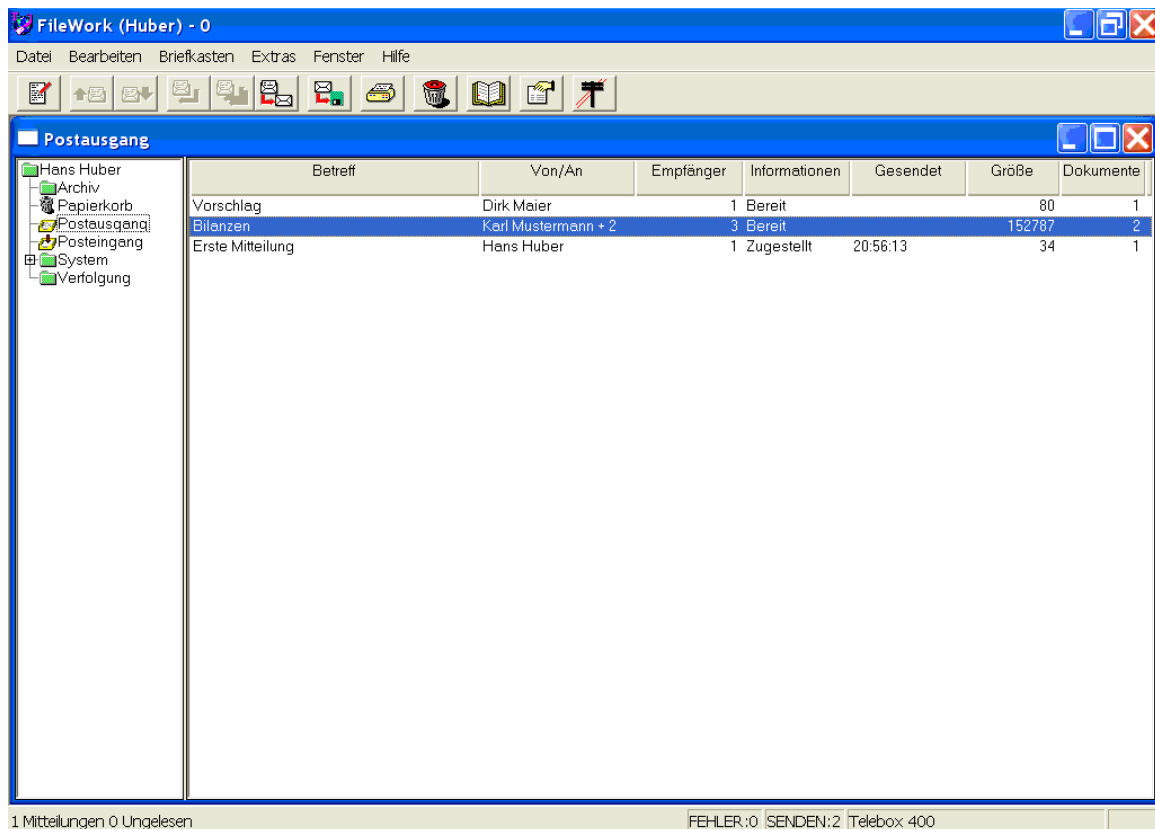 FileWork (Huber) - 0
Datei Bearbeiten Briefkasten Extras Fenster Hilfe
Postausgang
Hans Huber
Archiv
Papierkorb
Postausgang
Posteingang
System
Verfolgung
Betreff Von/An Empfänger Informationen Gesendet Größe Dokumente
Vorschlag Dirk Maier 1 Bereit 80 1
Bilanzen Karl Mustermann + 2 3 Bereit 152787 2
Erste Mitteilung Hans Huber 1 Zugestellt 20:56:13 34 1
1 Mitteilungen 0 Ungelesen FEHLER:0 SENDEN:2 Telebox 400